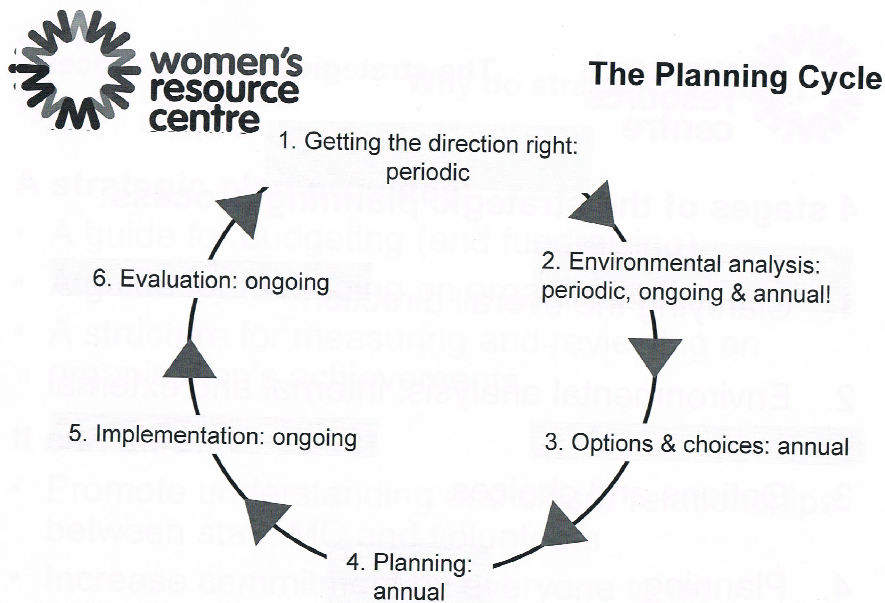 women's
resource
centre
The Planning Cycle
1. Getting the direction right:
periodic
2. Environmental analysis:
periodic, ongoing & annual!
3. Options & choices: annual
4. Planning:
annual
5. Implementation: ongoing
6. Evaluation: ongoing